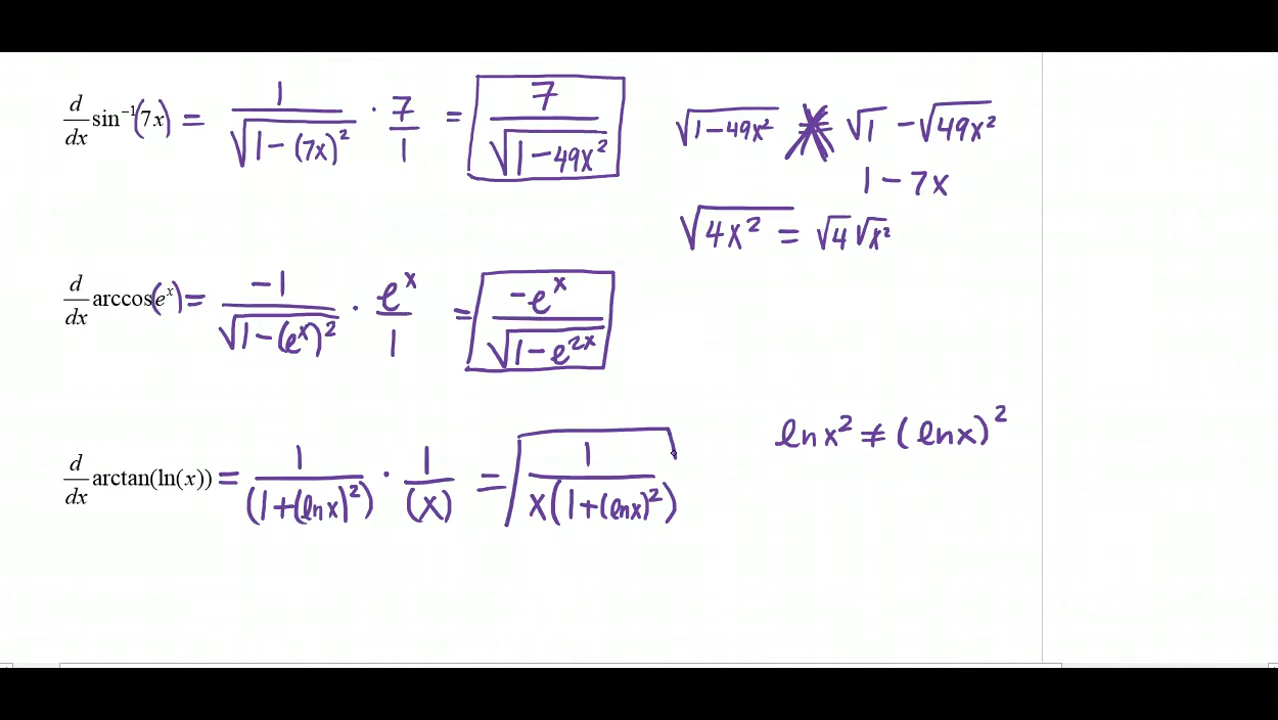 d/dx sin⁻¹(7x) = 1/√(1-(7x)²) · 7/1 = 7/√(1-49x²)
√(1-49x²) = √1 - √(49x²)
1 - 7x
√(4x²) = √4 √x²
d/dx arccos(eˣ) = -1/√(1-(eˣ)²) · eˣ/1 = -eˣ/√(1-e²ˣ)
ln x² ≠ (ln x)²
d/dx arctan(ln(x)) = 1/(1+(ln x)²) · 1/(x) = 1/x(1+(ln x)²)